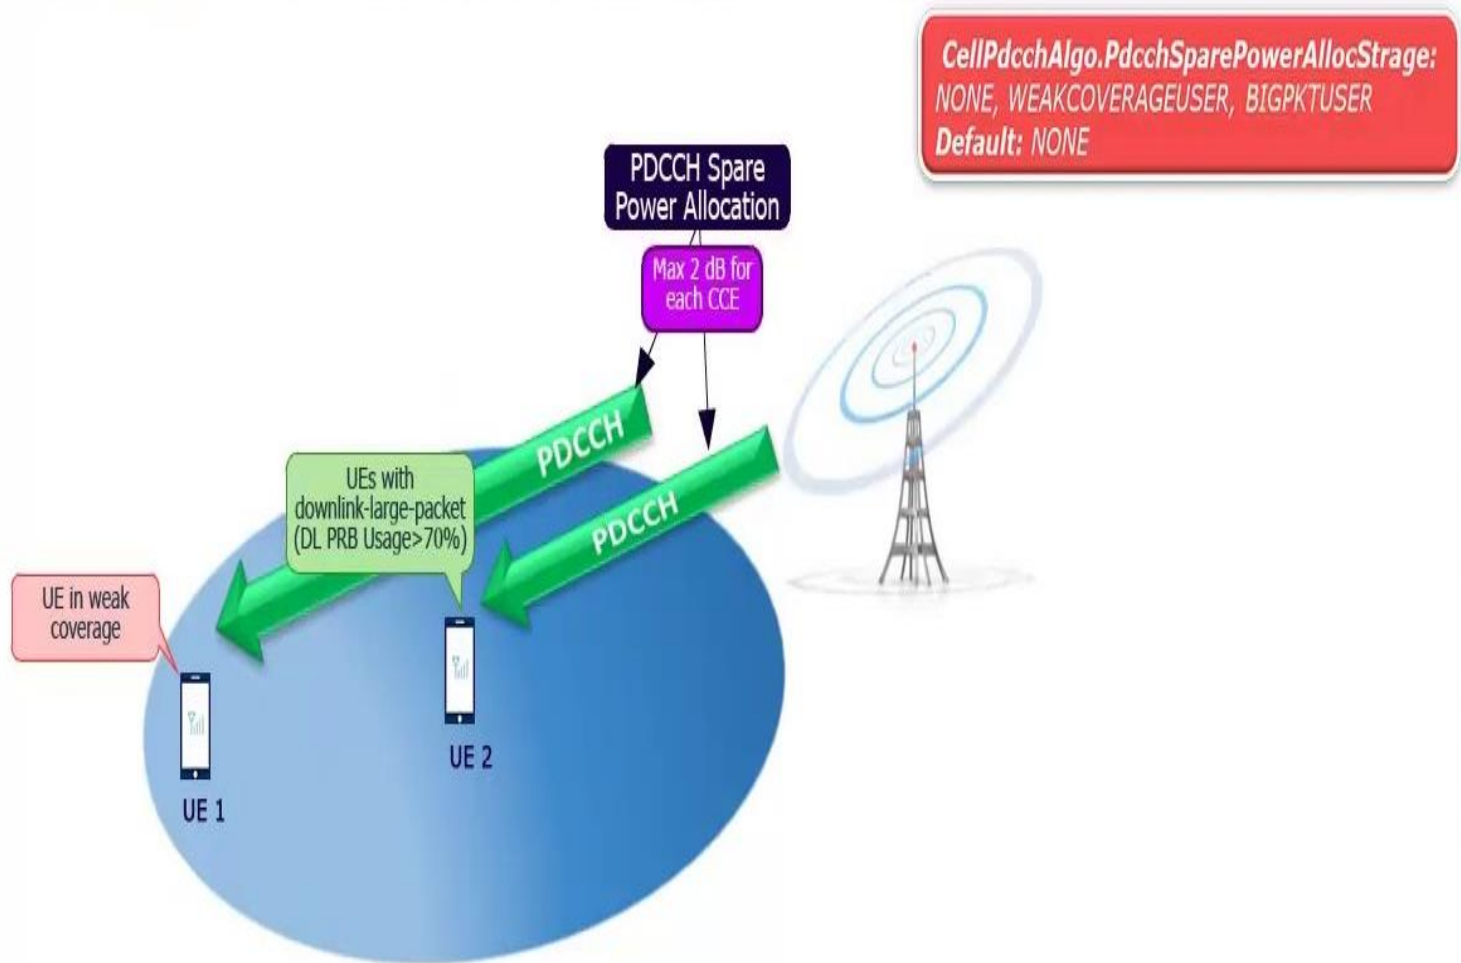 CellPdcchAlgo.PdcchSparePowerAllocStrage:
NONE, WEAKCOVERAGEUSER, BIGPKTUSER
Default: NONE
PDCCH Spare
Power Allocation
Max 2 dB for
each CCE
PDCCH
PDCCH
UEs with
downlink-large-packet
(DL PRB Usage>70%)
UE in weak
coverage
UE 2
UE 1